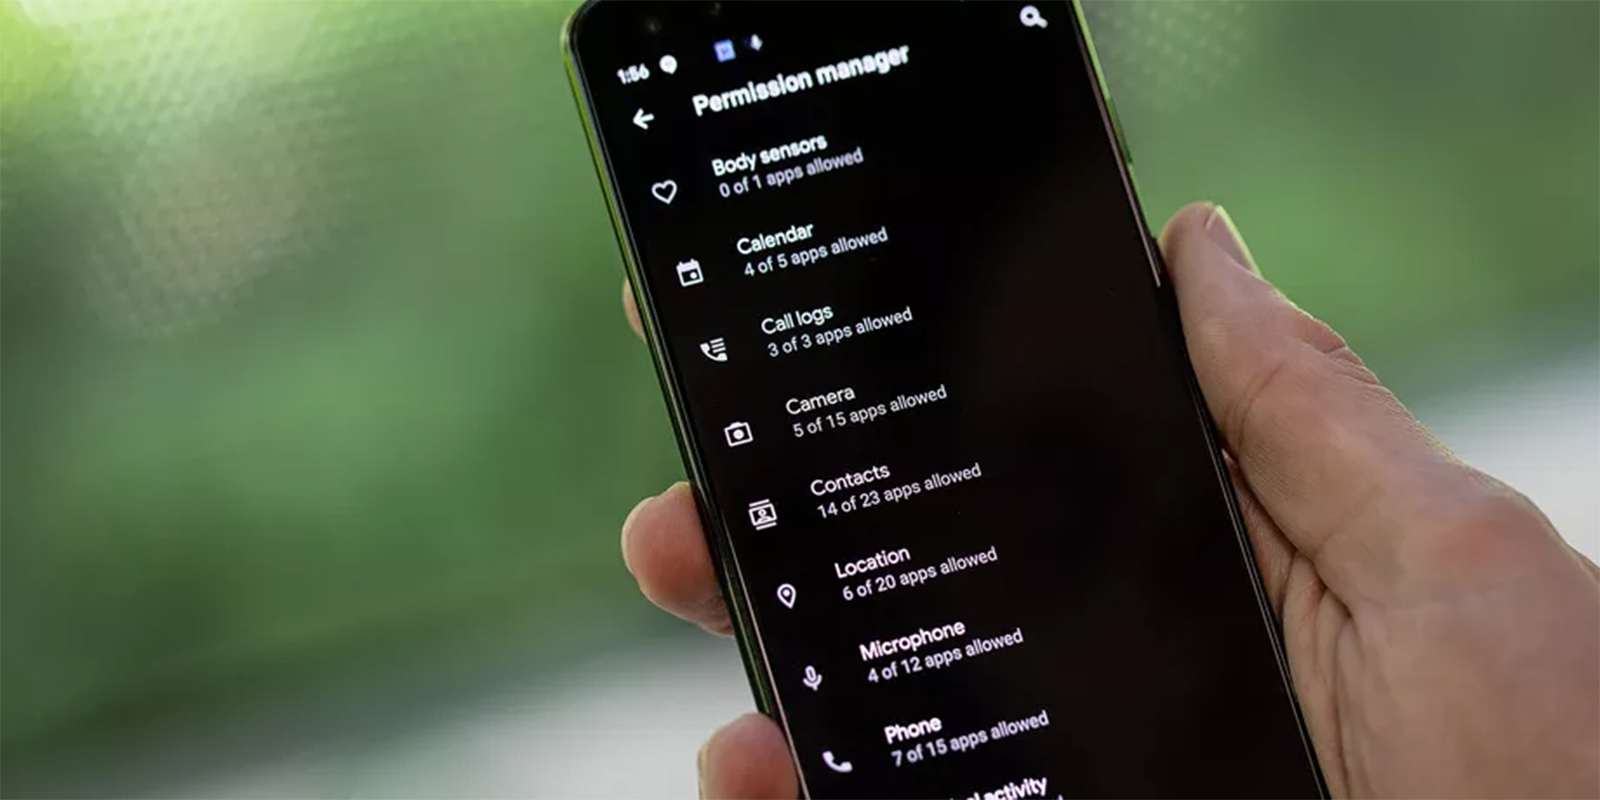 1:56
Permission manager
Body sensors
0 of 1 apps allowed
Calendar
4 of 5 apps allowed
Call logs
3 of 3 apps allowed
Camera
5 of 15 apps allowed
Contacts
14 of 23 apps allowed
Location
6 of 20 apps allowed
Microphone
4 of 12 apps allowed
Phone
7 of 15 apps allowed
activity